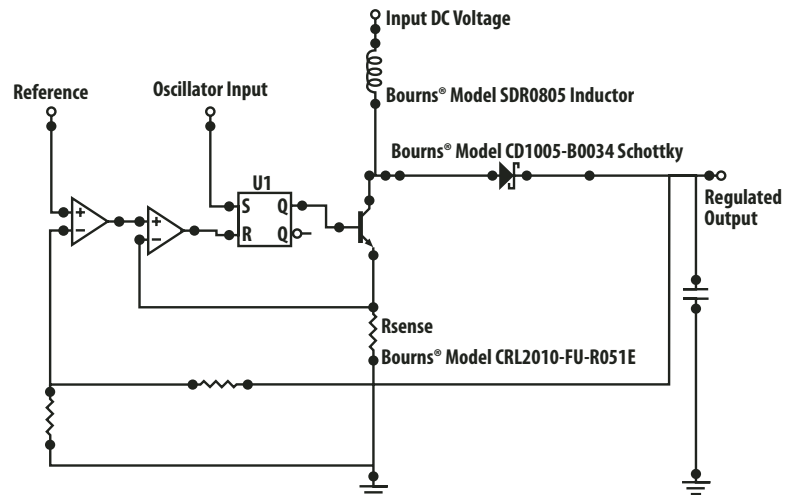 Input DC Voltage
Reference
Oscillator Input
Bourns® Model SDR0805 Inductor
Bourns® Model CD1005-B0034 Schottky
U1
S Q
R Q
+
−
+
−
Regulated
Output
Rsense
Bourns® Model CRL2010-FU-R051E